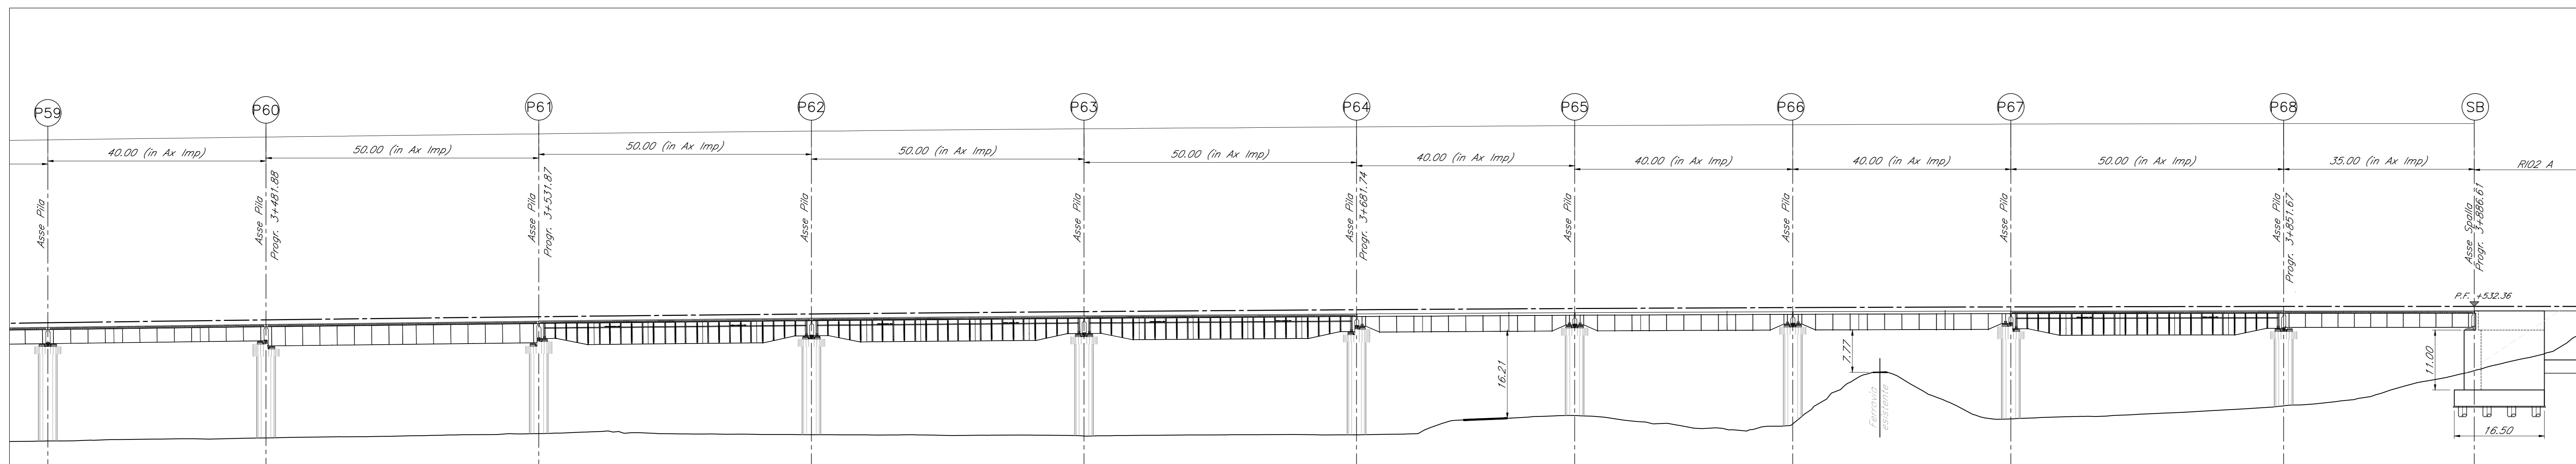 P59
P60
P61
P62
P63
P64
P65
P66
P67
P68
SB
40.00 (in Ax Imp)
50.00 (in Ax Imp)
50.00 (in Ax Imp)
50.00 (in Ax Imp)
50.00 (in Ax Imp)
40.00 (in Ax Imp)
40.00 (in Ax Imp)
40.00 (in Ax Imp)
50.00 (in Ax Imp)
35.00 (in Ax Imp)
RI02 A
Asse Pila
Asse Pila
Progr. 3+481.88
Asse Pila
Progr. 3+531.87
Asse Pila
Asse Pila
Asse Pila
Progr. 3+681.74
Asse Pila
Asse Pila
Asse Pila
Asse Pila
Progr. 3+851.67
Asse Spalla
Progr. 3+886.61
P.F. +532.36
16.21
7.77
Ferrovia
esistente
11.00
16.50